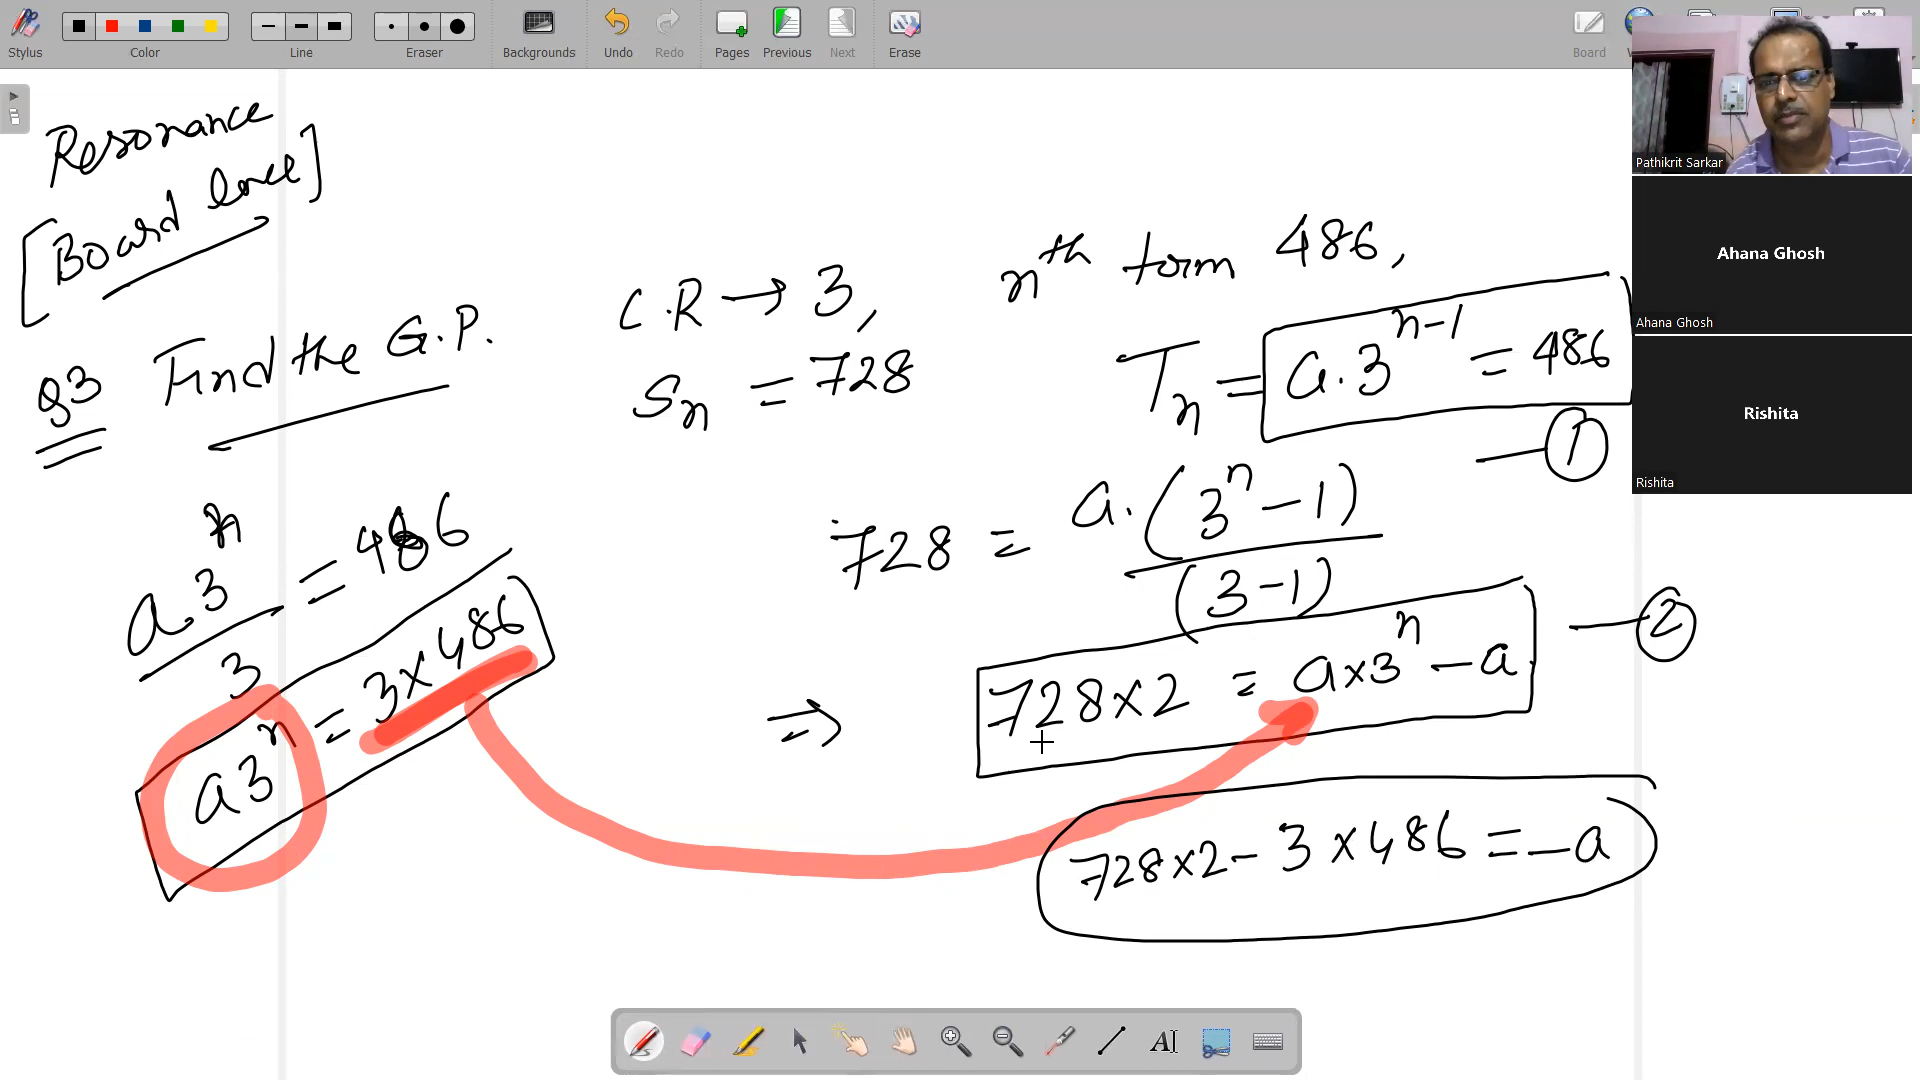 Stylus
Color
Line
Eraser
Backgrounds
Undo
Redo
Pages
Previous
Next
Erase
Board
Pathikrit Sarkar
Ahana Ghosh
Ahana Ghosh
Rishita
Rishita
Resonance
[Board level]
Q3 Find the G.P. C.R → 3, nth term 486,
Sn = 728
Tn = a.3^(n-1) = 486 — ①
a.3^n / 3 = 486
728 = a.(3^n - 1) / (3-1)
a3^n = 3×486
⇒ 728×2 = a×3^n - a — ②
728×2 - 3×486 = -a